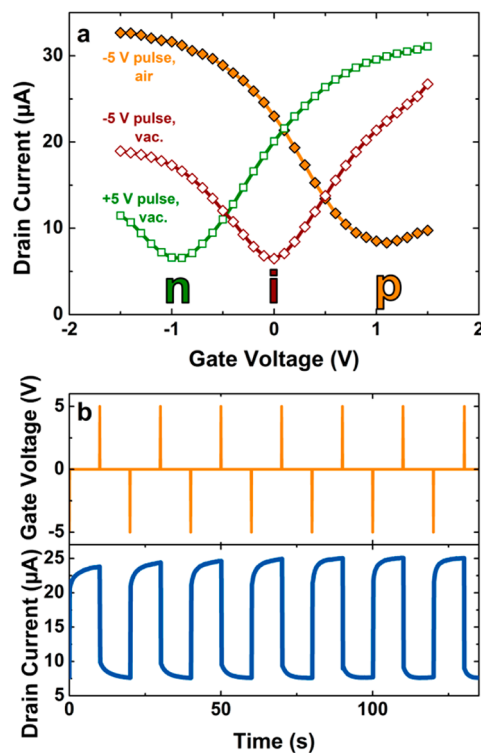 a
-5 V pulse,
air
-5 V pulse,
vac.
+5 V pulse,
vac.
n i p
30
20
10
0
Drain Current (µA)
-2 -1 0 1 2
Gate Voltage (V)
b
5
0
-5
Gate Voltage (V)
25
20
15
10
5
Drain Current (µA)
0 50 100
Time (s)